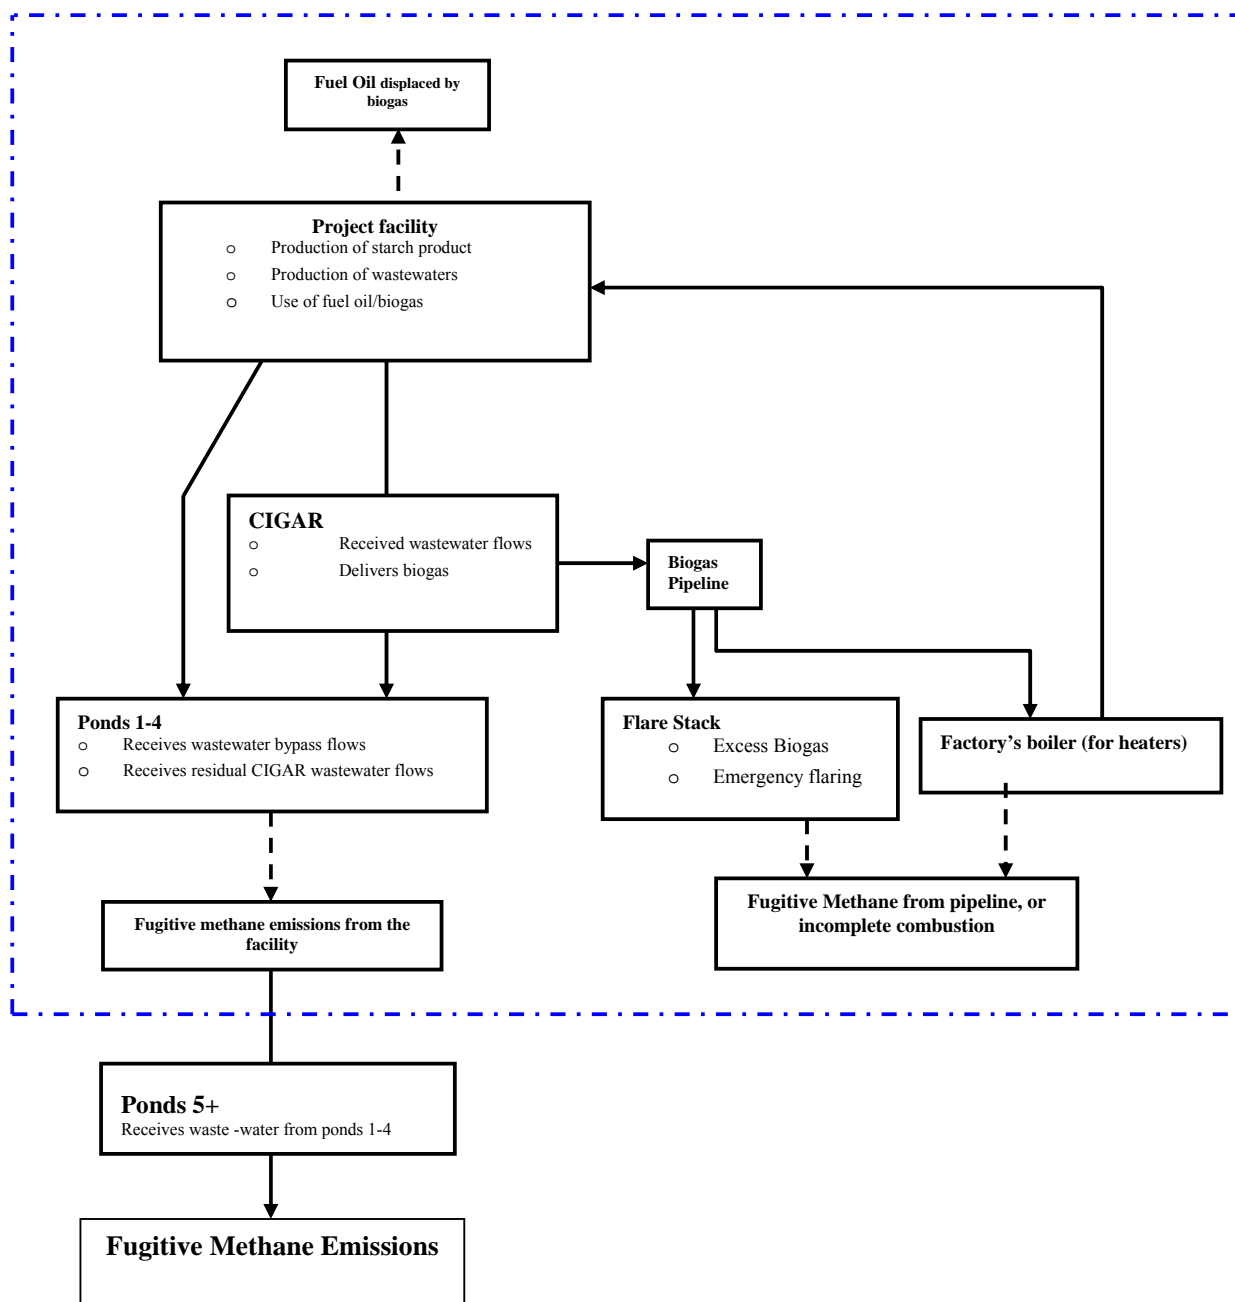 Fuel Oil displaced by
biogas
Project facility
o Production of starch product
o Production of wastewaters
o Use of fuel oil/biogas
CIGAR
o Received wastewater flows
o Delivers biogas
Biogas
Pipeline
Ponds 1-4
o Receives wastewater bypass flows
o Receives residual CIGAR wastewater flows
Flare Stack
o Excess Biogas
o Emergency flaring
Factory's boiler (for heaters)
Fugitive methane emissions from the
facility
Fugitive Methane from pipeline, or
incomplete combustion
Ponds 5+
Receives waste -water from ponds 1-4
Fugitive Methane Emissions